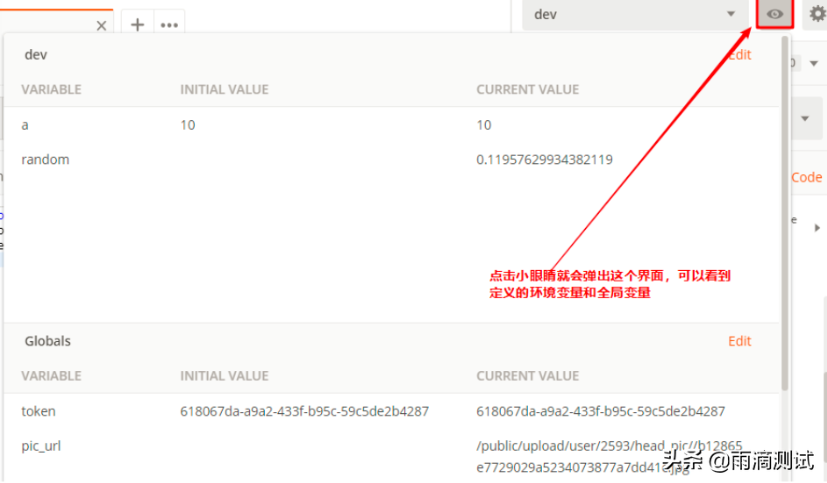 dev
dev
Edit
VARIABLE INITIAL VALUE CURRENT VALUE
a 10 10
random 0.11957629934382119
Code
点击小眼睛就会弹出这个界面，可以看到
定义的环境变量和全局变量
Globals Edit
VARIABLE INITIAL VALUE CURRENT VALUE
token 618067da-a9a2-433f-b95c-59c5de2b4287 618067da-a9a2-433f-b95c-59c5de2b4287
pic_url /public/upload/user/2593/head_pic//b12865
e7729029a5234073877a7dd41
头条 @雨滴测试